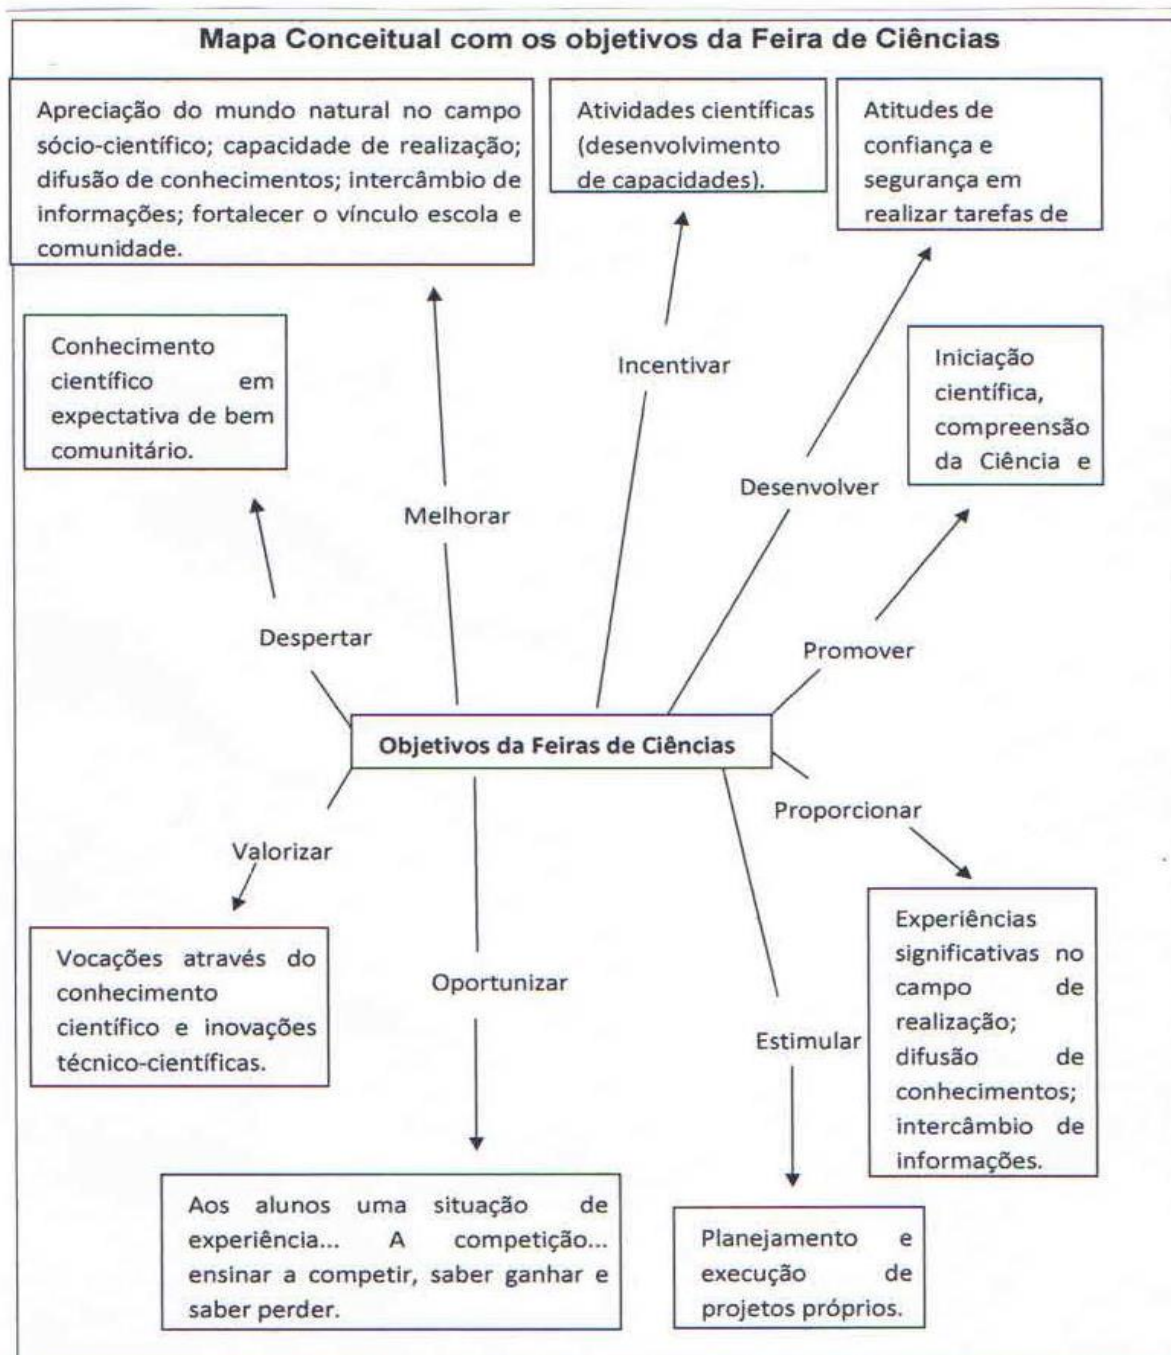 Mapa Conceitual com os objetivos da Feira de Ciências
Apreciação do mundo natural no campo
sócio-científico; capacidade de realização;
difusão de conhecimentos; intercâmbio de
informações; fortalecer o vínculo escola e
comunidade.
Atividades científicas
(desenvolvimento
de capacidades).
Atitudes de
confiança e
segurança em
realizar tarefas de
Conhecimento
científico em
expectativa de bem
comunitário.
Iniciação
científica,
compreensão
da Ciência e
Incentivar
Desenvolver
Melhorar
Despertar
Promover
Objetivos da Feiras de Ciências
Proporcionar
Valorizar
Oportunizar
Estimular
Experiências
significativas no
campo de
realização;
difusão de
conhecimentos;
intercâmbio de
informações.
Vocações através do
conhecimento
científico e inovações
técnico-científicas.
Aos alunos uma situação de
experiência... A competição...
ensinar a competir, saber ganhar e
saber perder.
Planejamento e
execução de
projetos próprios.